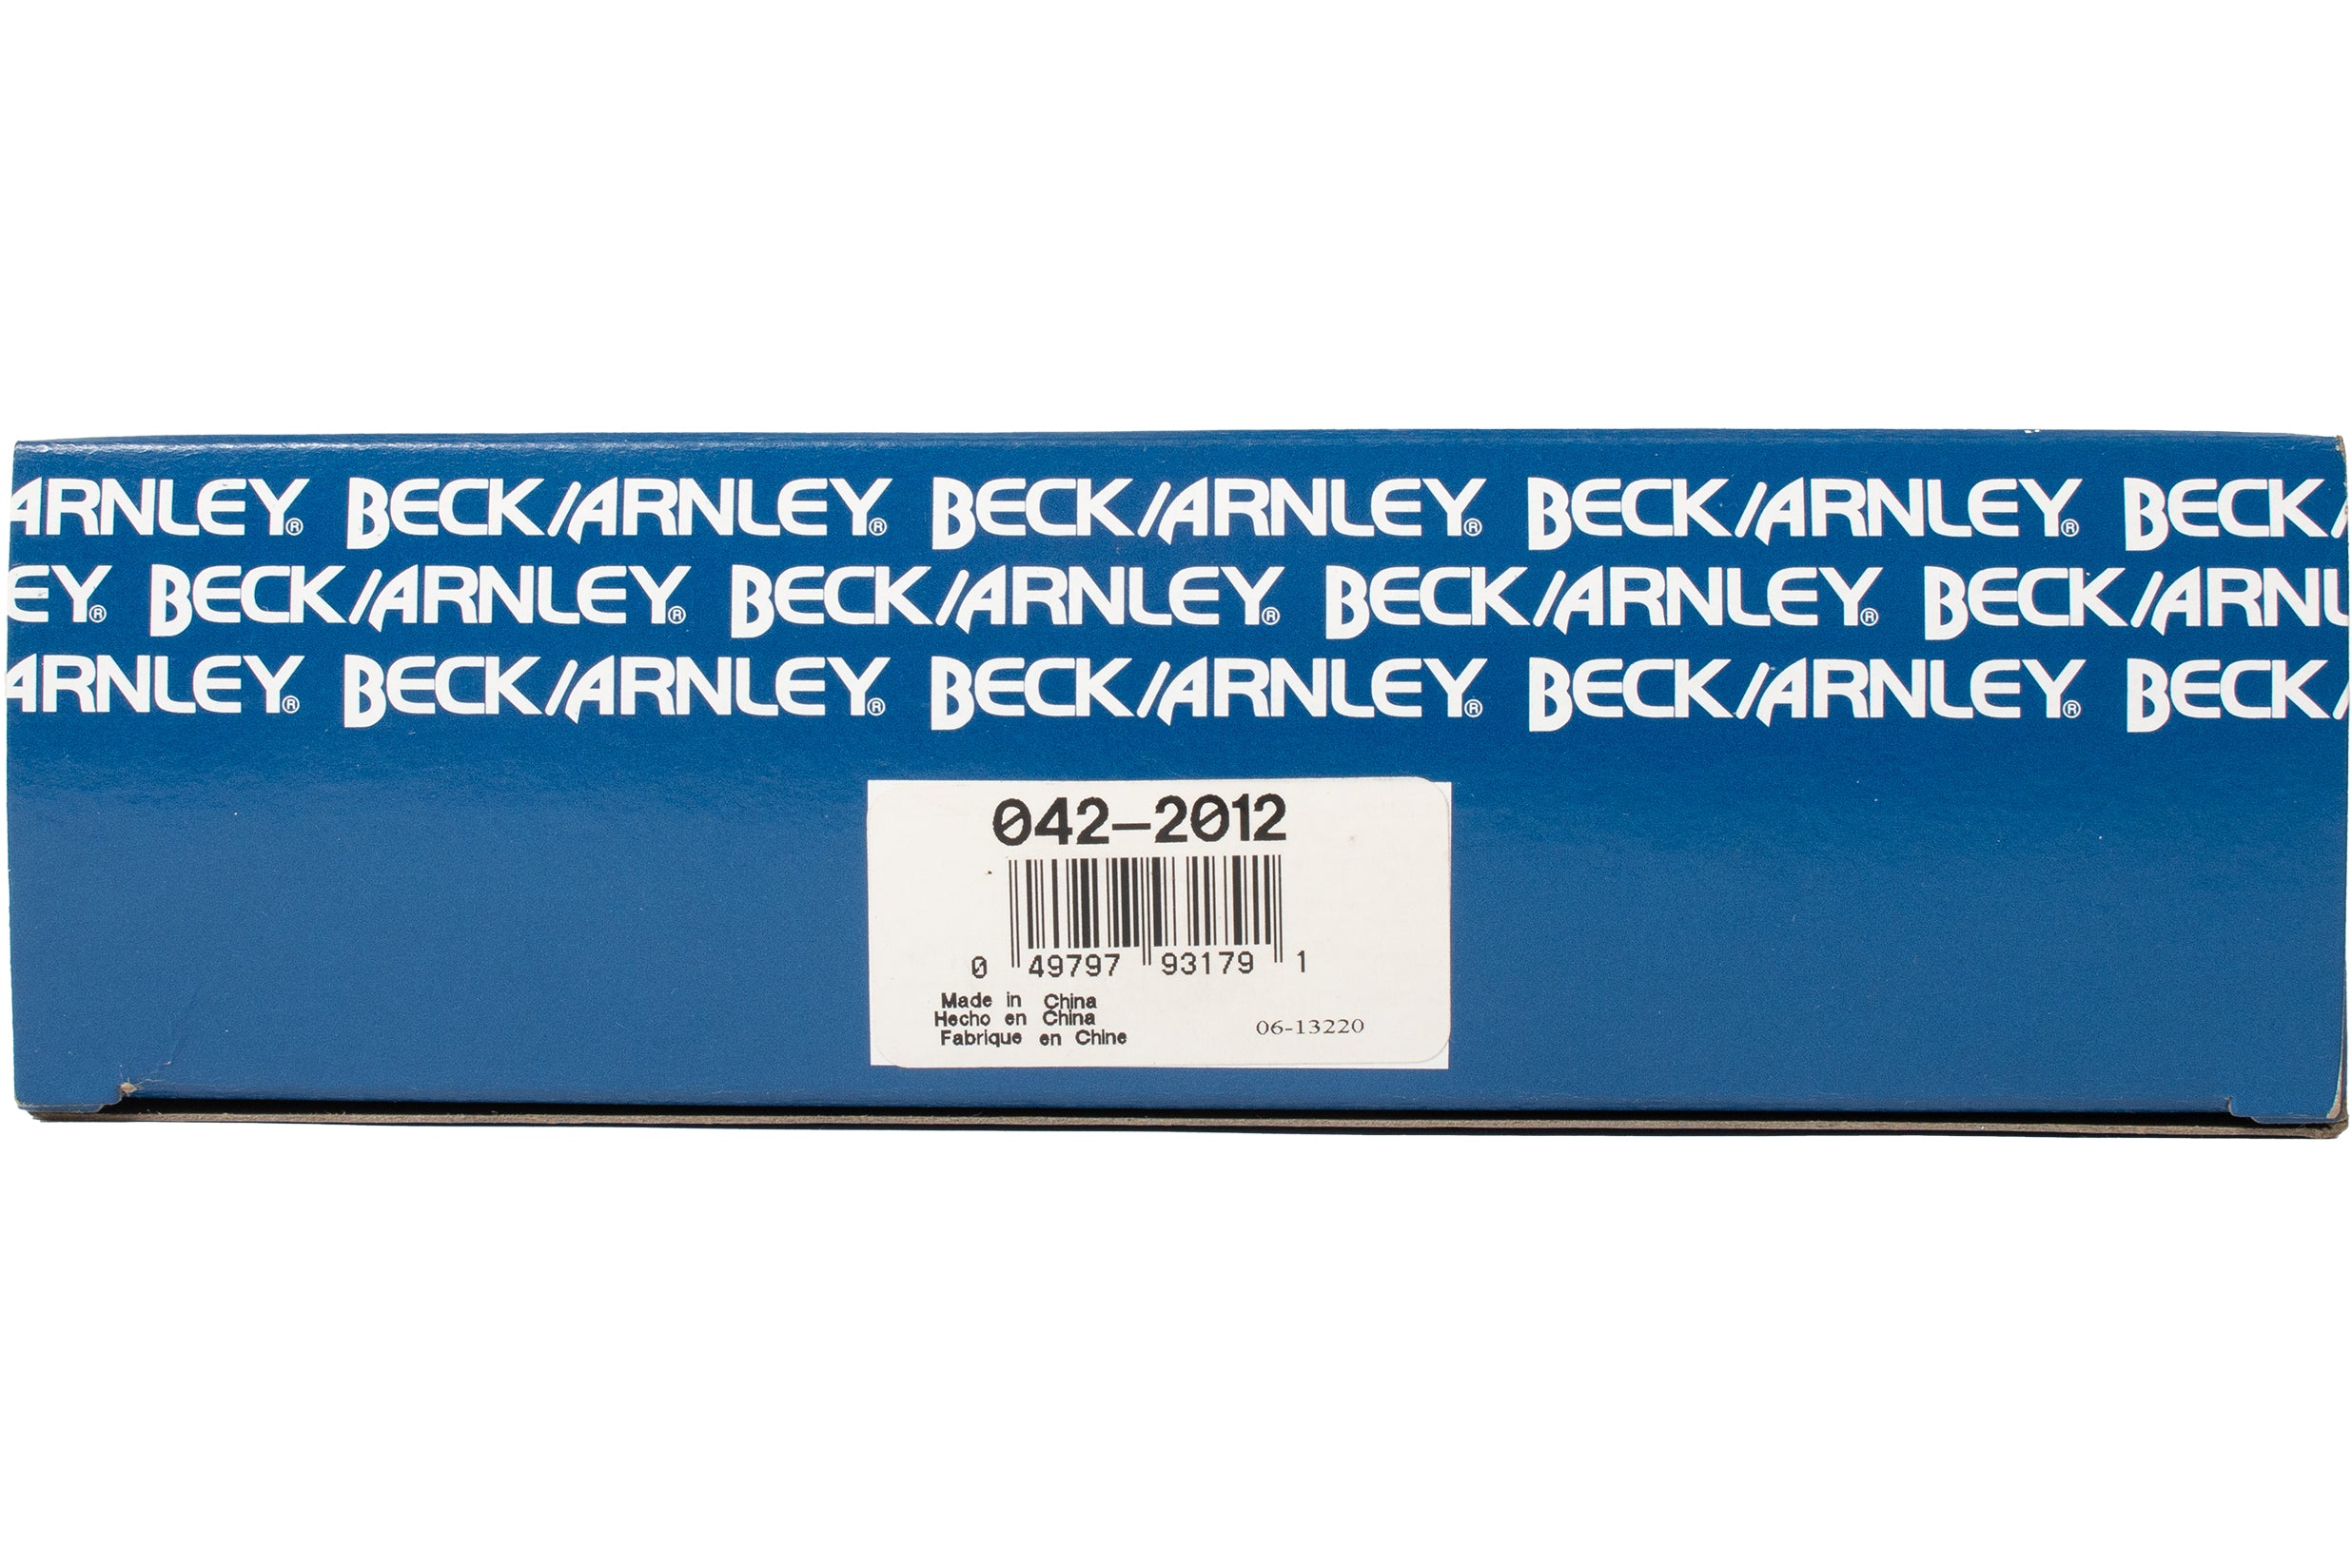 ARNLEY® BECK/ARNLEY® BECK/ARNLEY® BECK/ARNLEY® BECK/
EY® BECK/ARNLEY® BECK/ARNLEY® BECK/ARNLEY® BECK/ARNL
ARNLEY® BECK/ARNLEY® BECK/ARNLEY® BECK/ARNLEY® BECK/
042-2012
0 49797 93179 1
Made in China
Hecho en China
Fabrique en Chine
06-13220